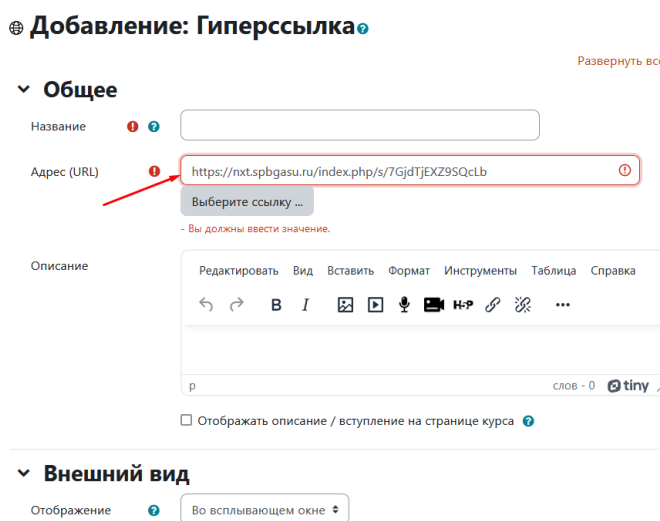 Добавление: Гиперссылка
Развернуть все
Общее
Название
Адрес (URL)
https://nxt.spbgasu.ru/index.php/s/7GjdTjEXZ9SQcLb
Выберите ссылку ...
- Вы должны ввести значение.
Описание
Редактировать Вид Вставить Формат Инструменты Таблица Справка
B I H-P
p слов - 0 tiny
Отображать описание / вступление на странице курса
Внешний вид
Отображение
Во всплывающем окне